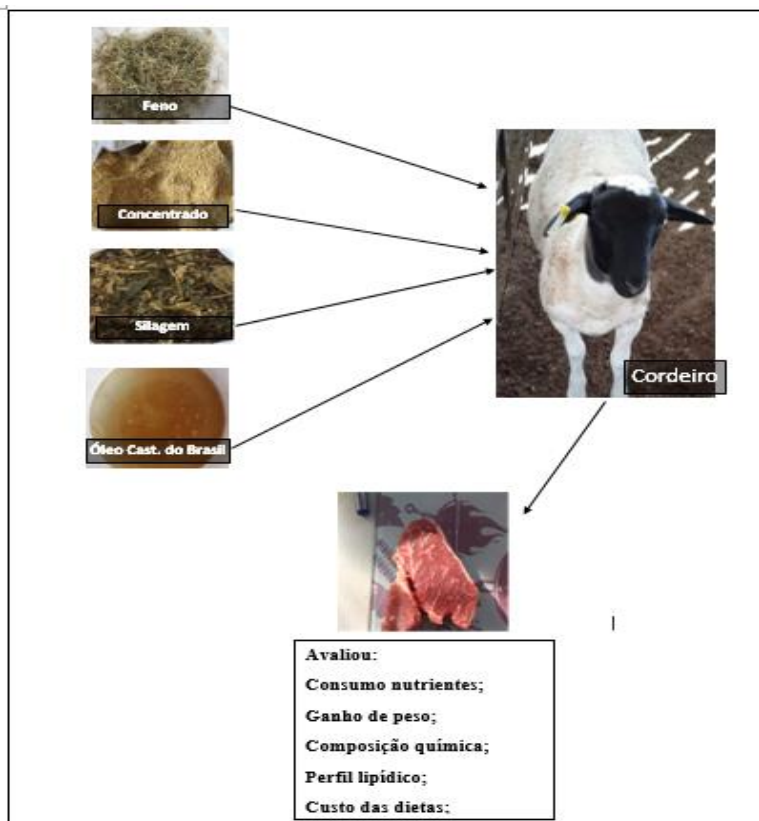 Feno
Concentrado
Silagem
Óleo Cast. do Brasil
Cordeiro
Avaliou:
Consumo nutrientes;
Ganho de peso;
Composição química;
Perfil lipídico;
Custo das dietas;